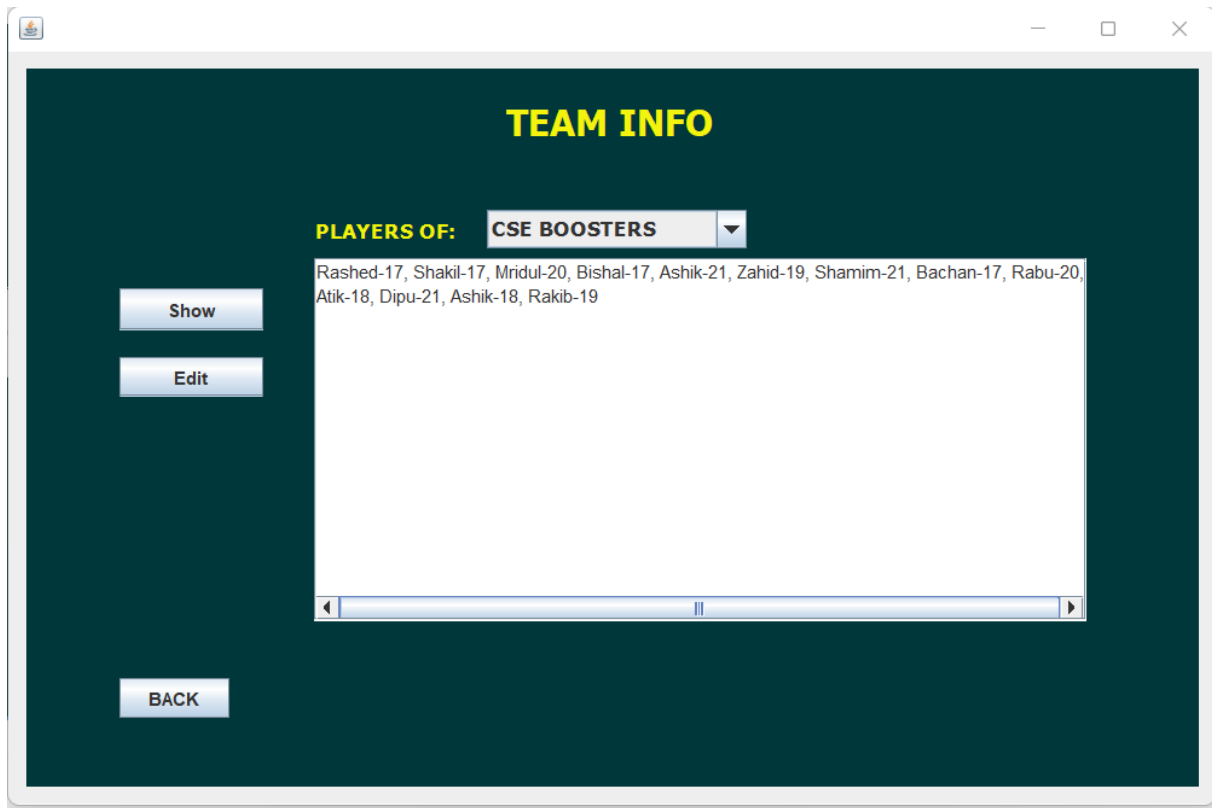 TEAM INFO
PLAYERS OF: CSE BOOSTERS
Rashed-17, Shakil-17, Mridul-20, Bishal-17, Ashik-21, Zahid-19, Shamim-21, Bachan-17, Rabu-20,
Atik-18, Dipu-21, Ashik-18, Rakib-19
Show
Edit
BACK